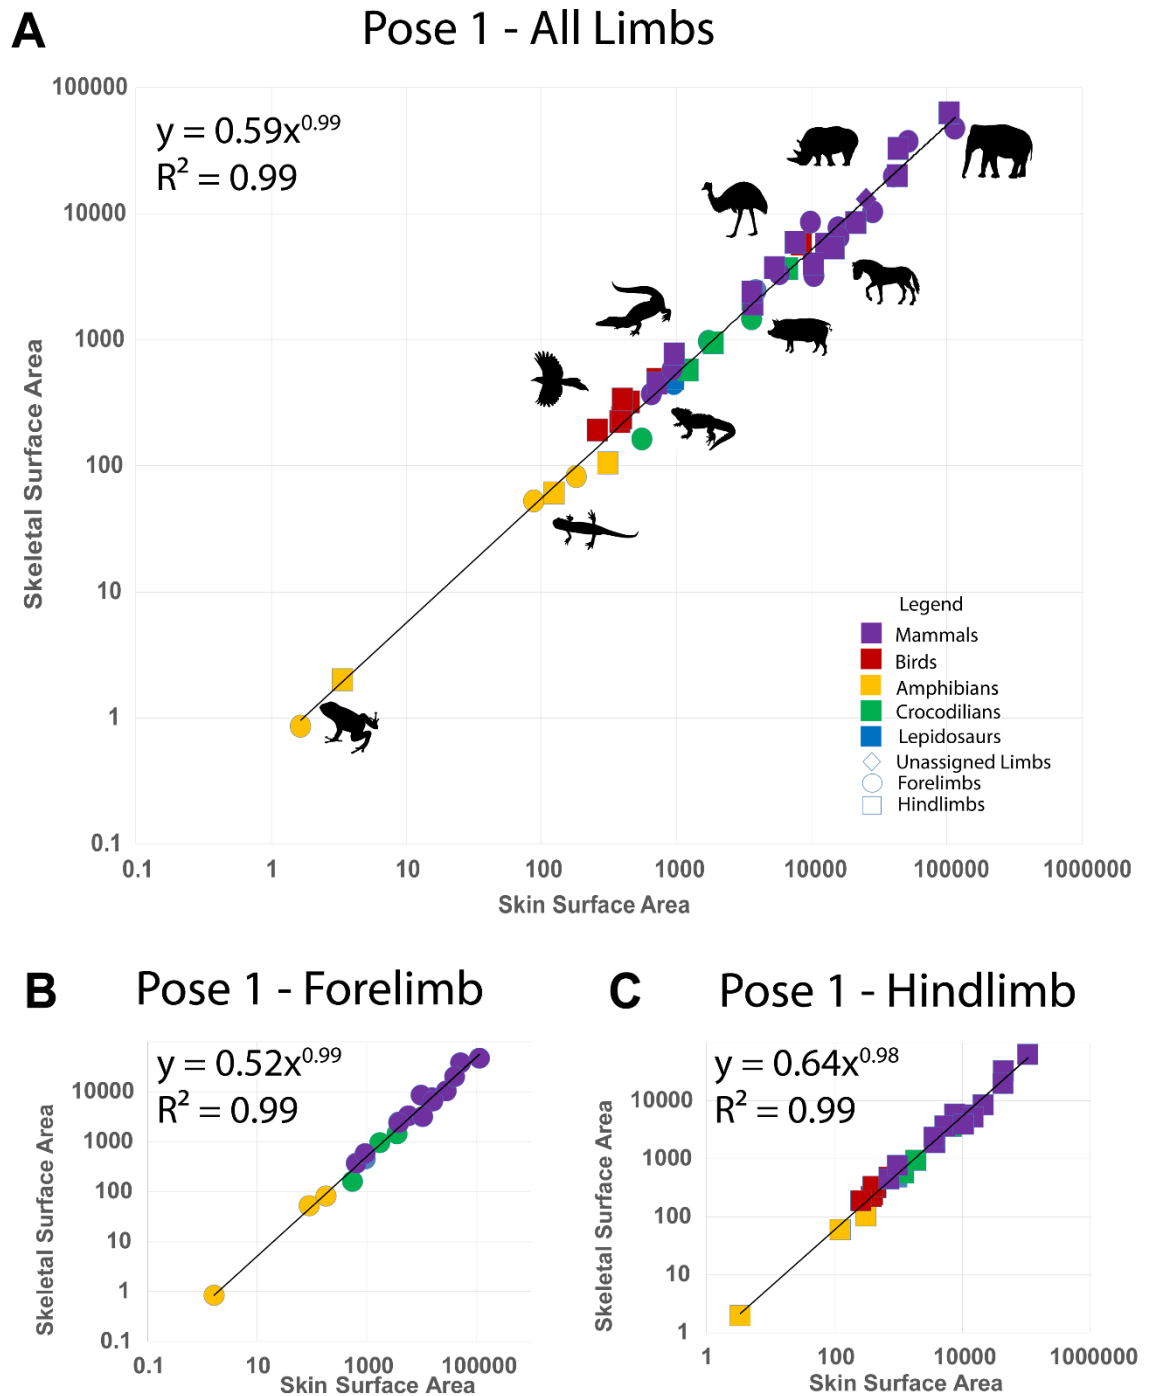 A
Pose 1 - All Limbs
y = 0.59x^0.99
R² = 0.99
100000
10000
1000
100
10
1
0.1
Skeletal Surface Area
0.1 1 10 100 1000 10000 100000 1000000
Skin Surface Area
Legend
Mammals
Birds
Amphibians
Crocodilians
Lepidosaurs
Unassigned Limbs
Forelimbs
Hindlimbs
B
Pose 1 - Forelimb
y = 0.52x^0.99
R² = 0.99
10000
1000
100
10
1
0.1
Skeletal Surface Area
0.1 10 1000 100000
Skin Surface Area
C
Pose 1 - Hindlimb
y = 0.64x^0.98
R² = 0.99
10000
1000
100
10
1
Skeletal Surface Area
1 100 10000 1000000
Skin Surface Area